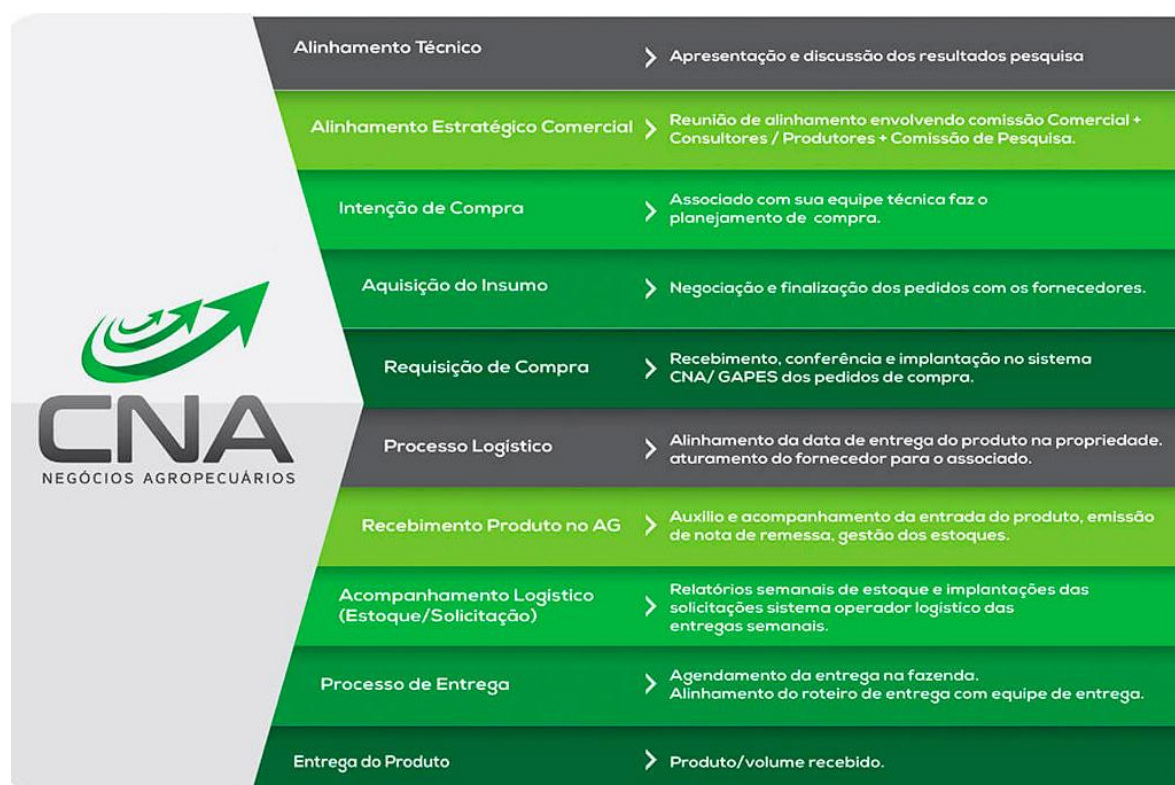 CNA
NEGÓCIOS AGROPECUÁRIOS
Alinhamento Técnico
Apresentação e discussão dos resultados pesquisa
Alinhamento Estratégico Comercial
Reunião de alinhamento envolvendo comissão Comercial +
Consultores / Produtores + Comissão de Pesquisa.
Intenção de Compra
Associado com sua equipe técnica faz o
planejamento de compra.
Aquisição do Insumo
Negociação e finalização dos pedidos com os fornecedores.
Requisição de Compra
Recebimento, conferência e implantação no sistema
CNA/ GAPES dos pedidos de compra.
Processo Logístico
Alinhamento da data de entrega do produto na propriedade.
aturamento do fornecedor para o associado.
Recebimento Produto no AG
Auxilio e acompanhamento da entrada do produto, emissão
de nota de remessa, gestão dos estoques.
Acompanhamento Logistico
(Estoque/Solicitação)
Relatórios semanais de estoque e implantações das
solicitações sistema operador logístico das
entregas semanais.
Processo de Entrega
Agendamento da entrega na fazenda.
Alinhamento do roteiro de entrega com equipe de entrega.
Entrega do Produto
Produto/volume recebido.